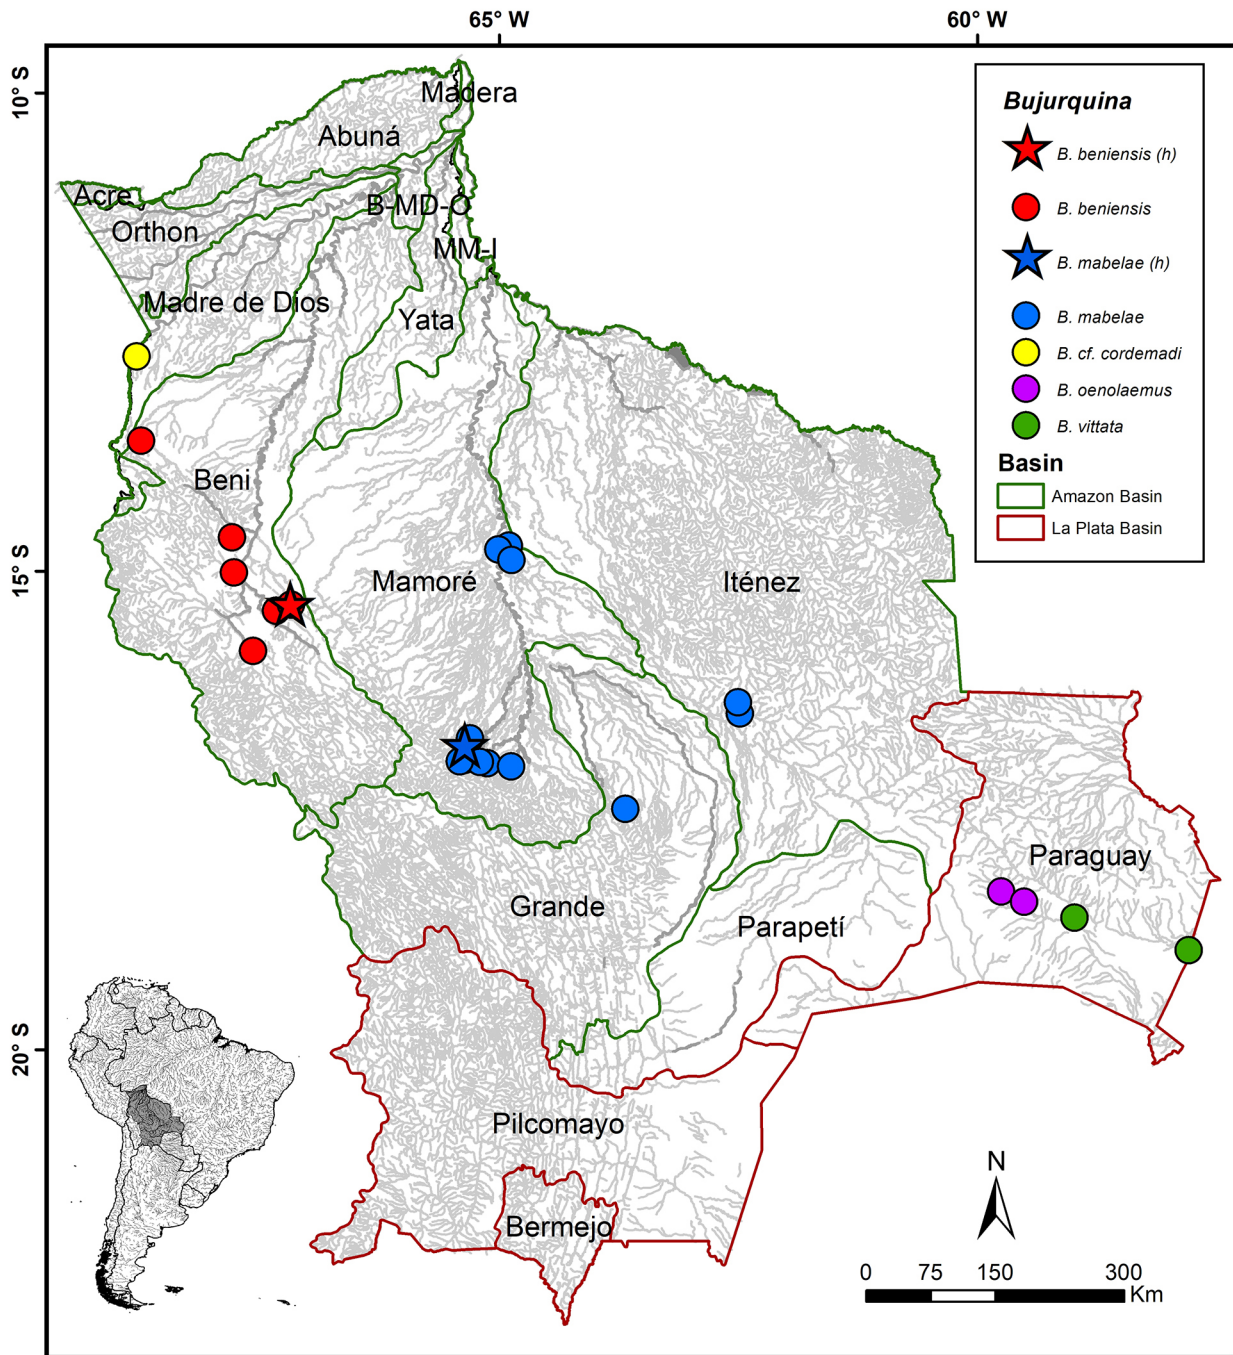 65° W
60° W
10° S
15° S
20° S
Madera
Abuná
Acre
B-MD-O
Orthon
MM-I
Madre de Dios
Yata
Beni
Mamoré
Iténez
Paraguay
Grande
Parapetí
Pilcomayo
Bermejo
Bujurquina
B. beniensis (h)
B. beniensis
B. mabelae (h)
B. mabelae
B. cf. cordemadi
B. oenolaemus
B. vittata
Basin
Amazon Basin
La Plata Basin
N
0 75 150 300
Km